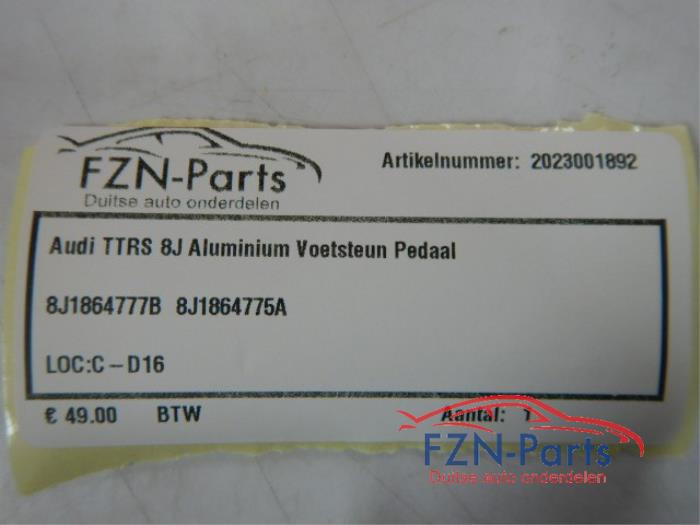 FZN-Parts
Duitse auto onderdelen
Artikelnummer: 2023001892
Audi TTRS 8J Aluminium Voetsteun Pedaal
8J1864777B 8J1864775A
LOC:C-D16
€ 49.00 BTW Aantal: 1
FZN-Parts
Duitse auto onderdelen